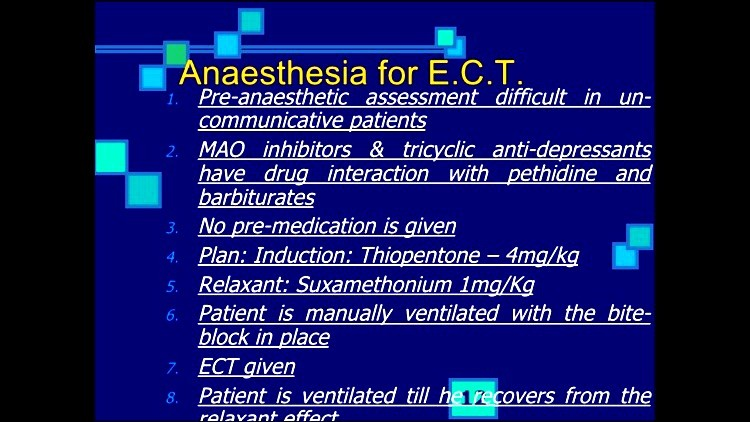 Anaesthesia for E.C.T.
1. Pre-anaesthetic assessment difficult in un-
communicative patients
2. MAO inhibitors & tricyclic anti-depressants
have drug interaction with pethidine and
barbiturates
3. No pre-medication is given
4. Plan: Induction: Thiopentone – 4mg/kg
5. Relaxant: Suxamethonium 1mg/Kg
6. Patient is manually ventilated with the bite-
block in place
7. ECT given
8. Patient is ventilated till he recovers from the
relaxant effect
12